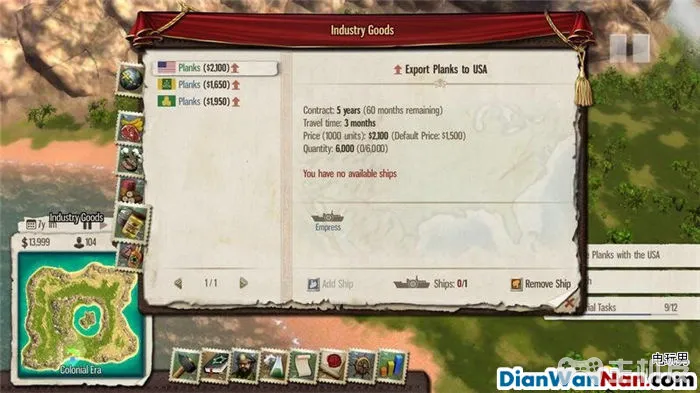 Industry Goods
Planks ($2,100)
Planks ($1,650)
Planks ($1,950)
1/1
Export Planks to USA
Contract: 5 years (60 months remaining)
Travel time: 3 months
Price (1000 units): $2,100 (Default Price: $1,500)
Quantity: 6,000 (0/6,000)
You have no available ships
Empress
Add Ship
Ships: 0/1
Remove Ship
Industry Goods
7y 1m
$13,999
104
Colonial Era
Planks with the USA
9/12
电玩男
DianWanNan.com